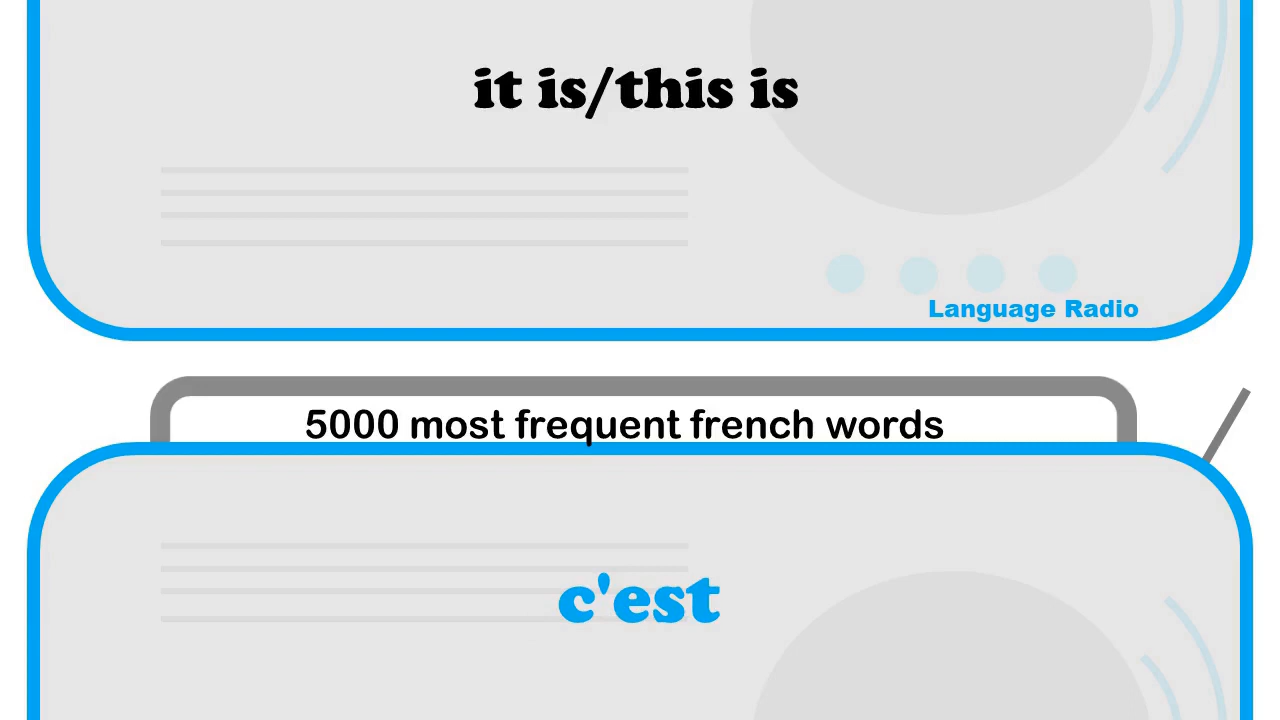 it is/this is
Language Radio
5000 most frequent french words
c'est